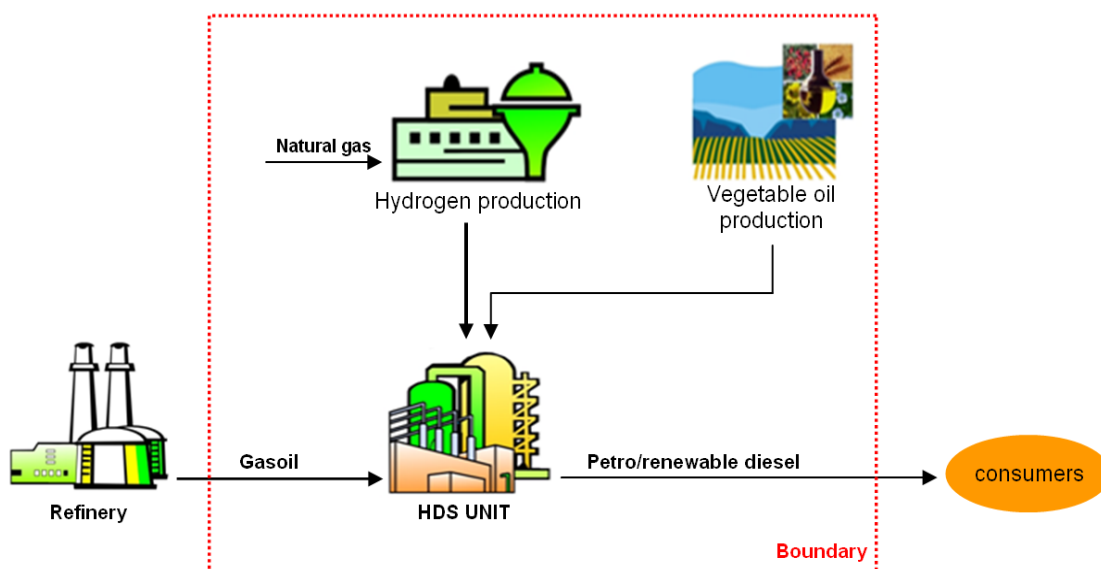 Natural gas
Hydrogen production
Vegetable oil
production
Gasoil
Petro/renewable diesel
consumers
Refinery
HDS UNIT
Boundary